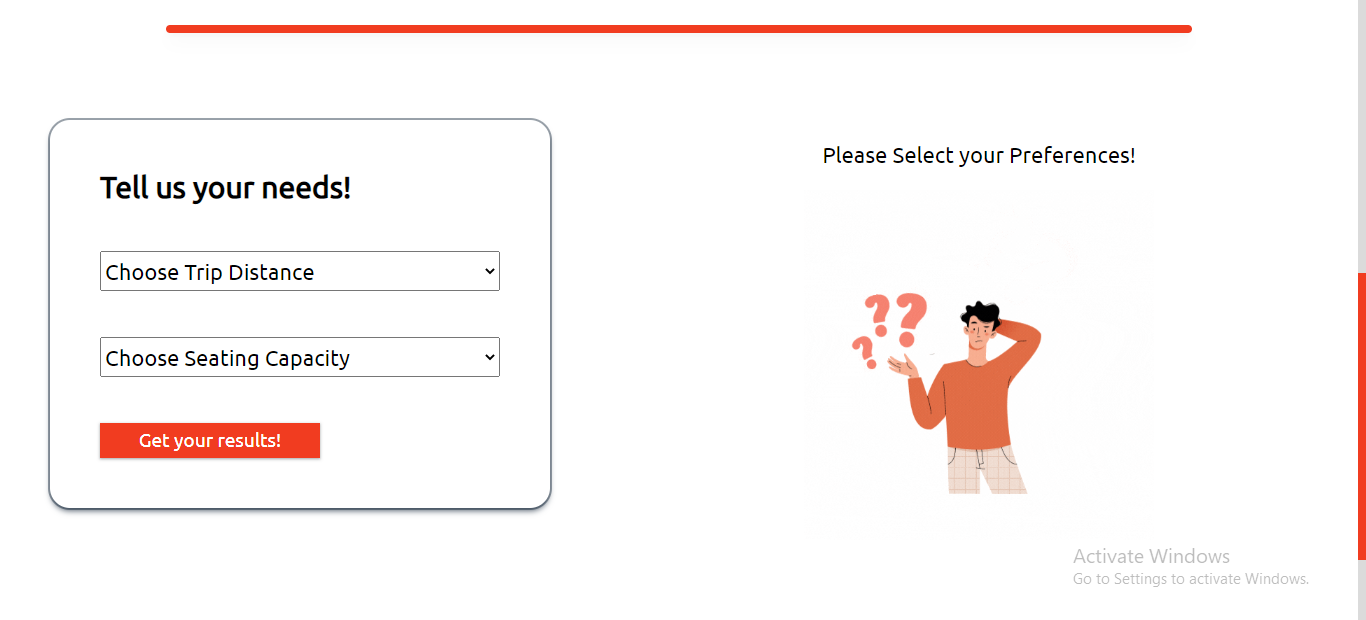 Tell us your needs!
Choose Trip Distance
Choose Seating Capacity
Get your results!
Please Select your Preferences!
???
Activate Windows
Go to Settings to activate Windows.